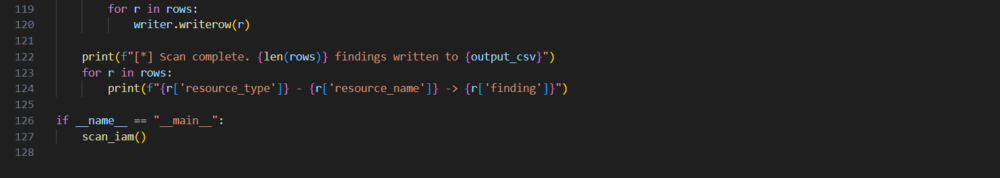 119 for r in rows:
120 writer.writerow(r)
121
122 print(f"[*] Scan complete. {len(rows)} findings written to {output_csv}")
123 for r in rows:
124 print(f"{r['resource_type']} - {r['resource_name']} -> {r['finding']}")
125
126 if __name__ == "__main__":
127 scan_iam()
128